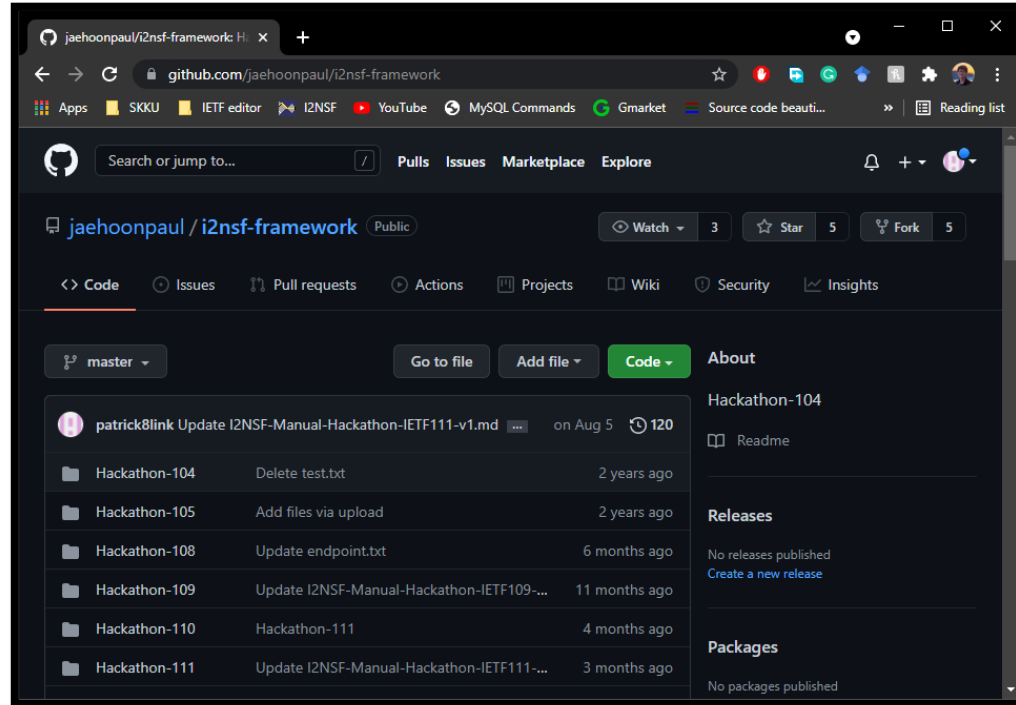 jaehoonpaul/i2nsf-framework: Ha
github.com/jaehoonpaul/i2nsf-framework
Apps SKKU IETF editor I2NSF YouTube MySQL Commands Gmarket Source code beauti... » Reading list
Search or jump to... / Pulls Issues Marketplace Explore
jaehoonpaul / i2nsf-framework Public Watch 3 Star 5 Fork 5
<> Code Issues Pull requests Actions Projects Wiki Security Insights
master Go to file Add file Code
About
Hackathon-104
Readme
patrick8link Update I2NSF-Manual-Hackathon-IETF111-v1.md ... on Aug 5 120
Hackathon-104 Delete test.txt 2 years ago
Hackathon-105 Add files via upload 2 years ago
Hackathon-108 Update endpoint.txt 6 months ago
Hackathon-109 Update I2NSF-Manual-Hackathon-IETF109-... 11 months ago
Hackathon-110 Hackathon-111 4 months ago
Hackathon-111 Update I2NSF-Manual-Hackathon-IETF111-... 3 months ago
Releases
No releases published
Create a new release
Packages
No packages published